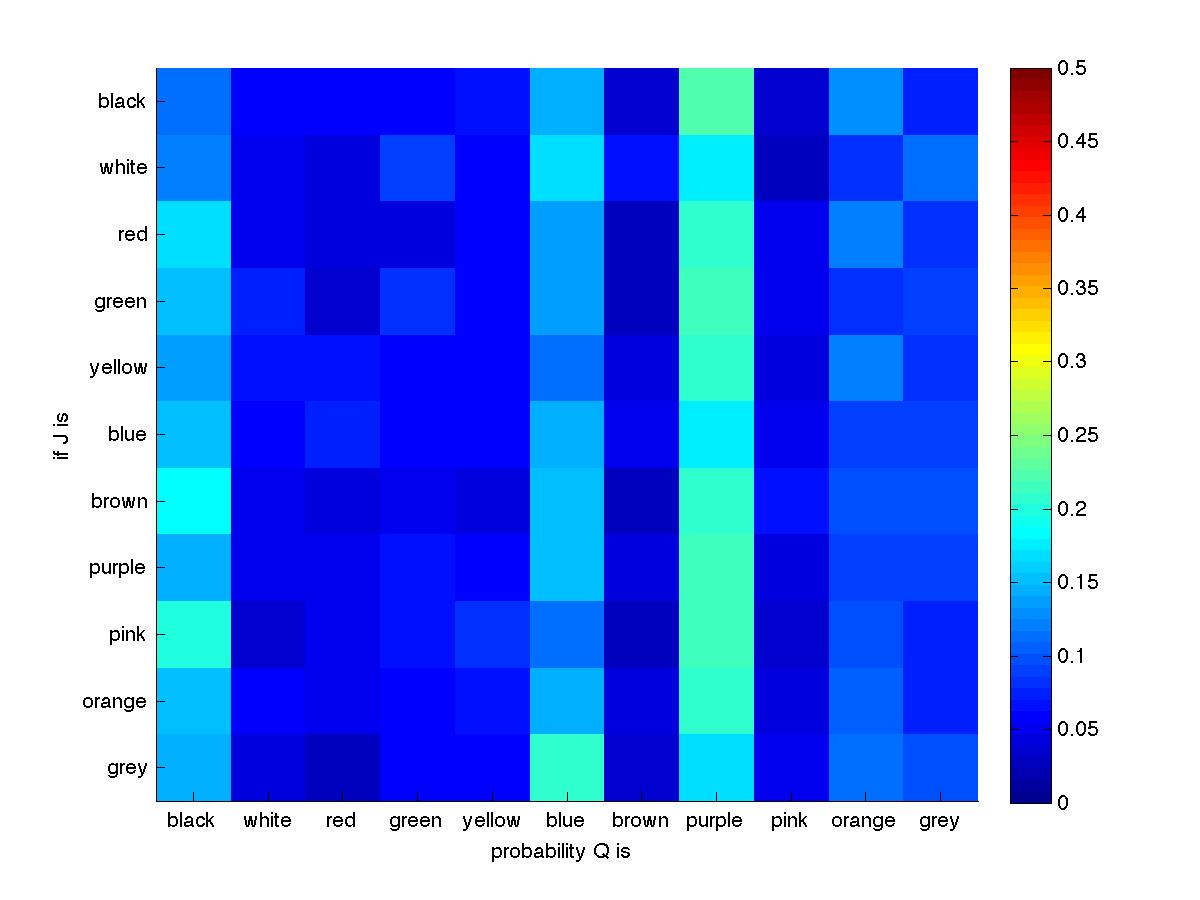 black
white
red
green
yellow
blue
brown
purple
pink
orange
grey
if J is
black white red green yellow blue brown purple pink orange grey
probability Q is
0.5
0.45
0.4
0.35
0.3
0.25
0.2
0.15
0.1
0.05
0